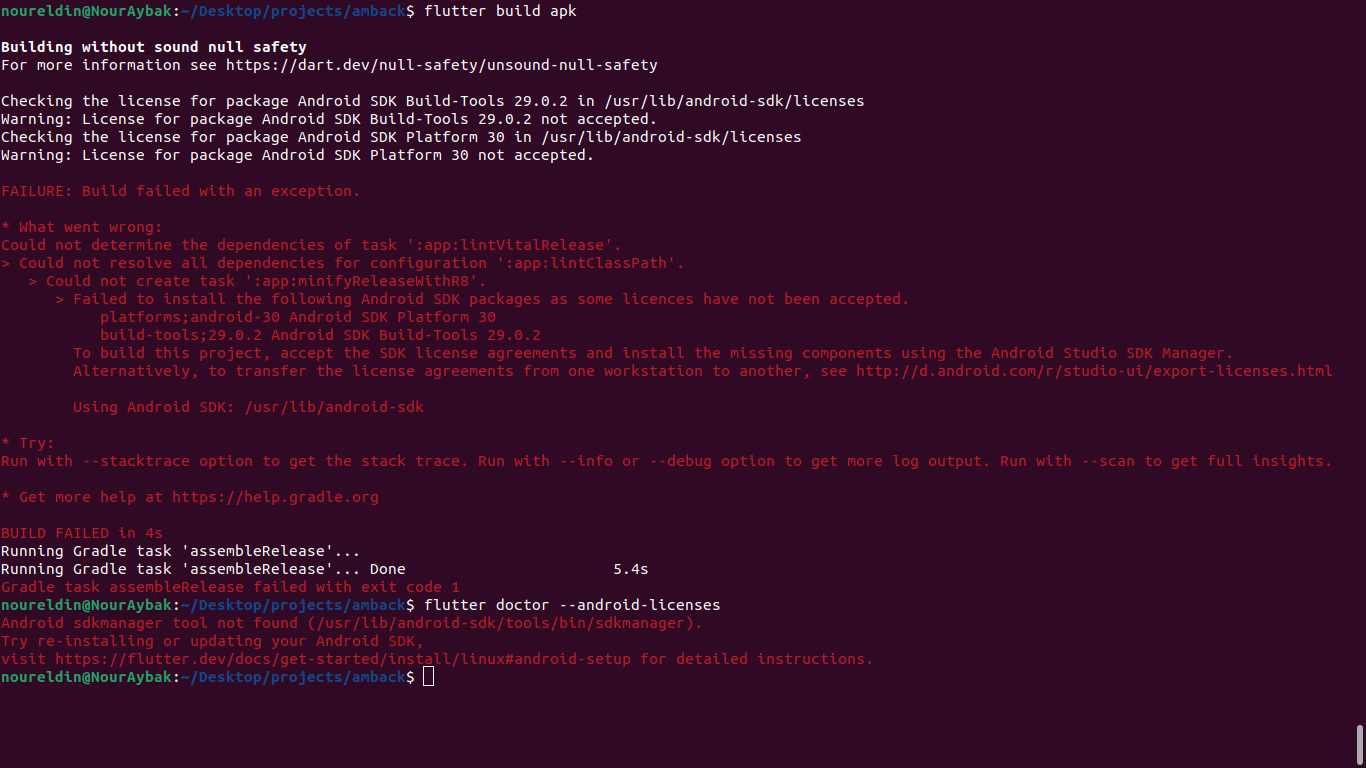 noureldin@NourAybak:~/Desktop/projects/amback$ flutter build apk
Building without sound null safety
For more information see https://dart.dev/null-safety/unsound-null-safety
Checking the license for package Android SDK Build-Tools 29.0.2 in /usr/lib/android-sdk/licenses
Warning: License for package Android SDK Build-Tools 29.0.2 not accepted.
Checking the license for package Android SDK Platform 30 in /usr/lib/android-sdk/licenses
Warning: License for package Android SDK Platform 30 not accepted.
FAILURE: Build failed with an exception.
* What went wrong:
Could not determine the dependencies of task ':app:lintVitalRelease'.
> Could not resolve all dependencies for configuration ':app:lintClassPath'.
> Could not create task ':app:minifyReleaseWithR8'.
> Failed to install the following Android SDK packages as some licences have not been accepted.
platforms;android-30 Android SDK Platform 30
build-tools;29.0.2 Android SDK Build-Tools 29.0.2
To build this project, accept the SDK license agreements and install the missing components using the Android Studio SDK Manager.
Alternatively, to transfer the license agreements from one workstation to another, see http://d.android.com/r/studio-ui/export-licenses.html
Using Android SDK: /usr/lib/android-sdk
* Try:
Run with --stacktrace option to get the stack trace. Run with --info or --debug option to get more log output. Run with --scan to get full insights.
* Get more help at https://help.gradle.org
BUILD FAILED in 4s
Running Gradle task 'assembleRelease'...
Running Gradle task 'assembleRelease'... Done 5.4s
Gradle task assembleRelease failed with exit code 1
noureldin@NourAybak:~/Desktop/projects/amback$ flutter doctor --android-licenses
Android sdkmanager tool not found (/usr/lib/android-sdk/tools/bin/sdkmanager).
Try re-installing or updating your Android SDK,
visit https://flutter.dev/docs/get-started/install/linux#android-setup for detailed instructions.
noureldin@NourAybak:~/Desktop/projects/amback$